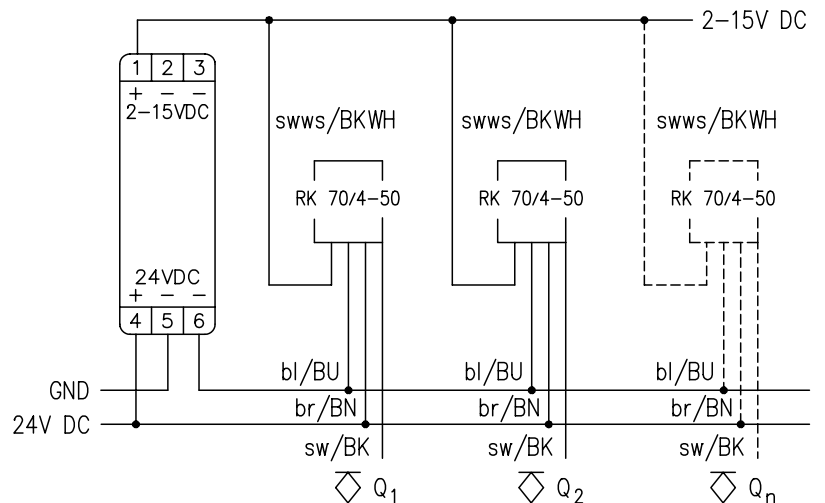 2-15V DC
1 2 3
+ - -
2-15VDC
swws/BKWH swws/BKWH swws/BKWH
RK 70/4-50 RK 70/4-50 RK 70/4-50
24VDC
+ - -
4 5 6
bl/BU bl/BU bl/BU
GND
br/BN br/BN br/BN
24V DC
sw/BK sw/BK sw/BK
Q1 Q2 Qn